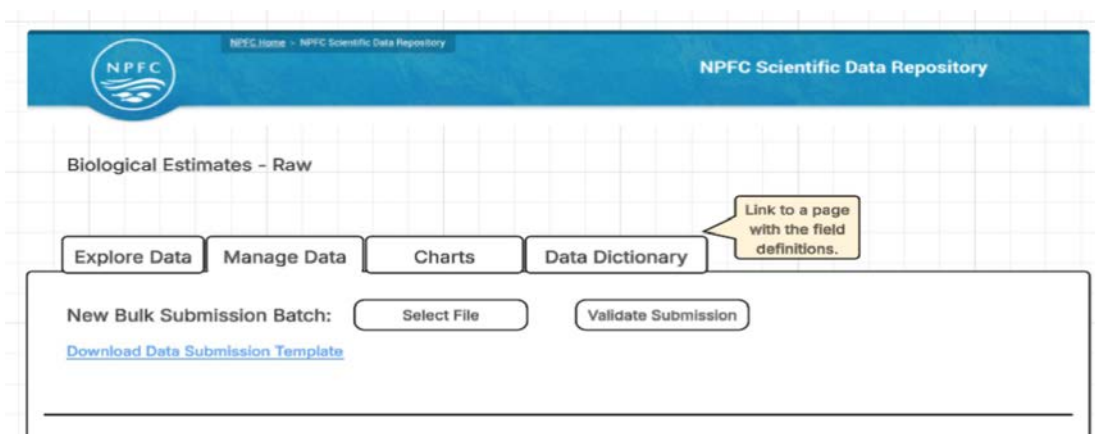 NPFC Home > NPFC Scientific Data Repository
NPFC
NPFC Scientific Data Repository
Biological Estimates - Raw
Link to a page
with the field
definitions.
Explore Data
Manage Data
Charts
Data Dictionary
New Bulk Submission Batch:
Select File
Validate Submission
Download Data Submission Template